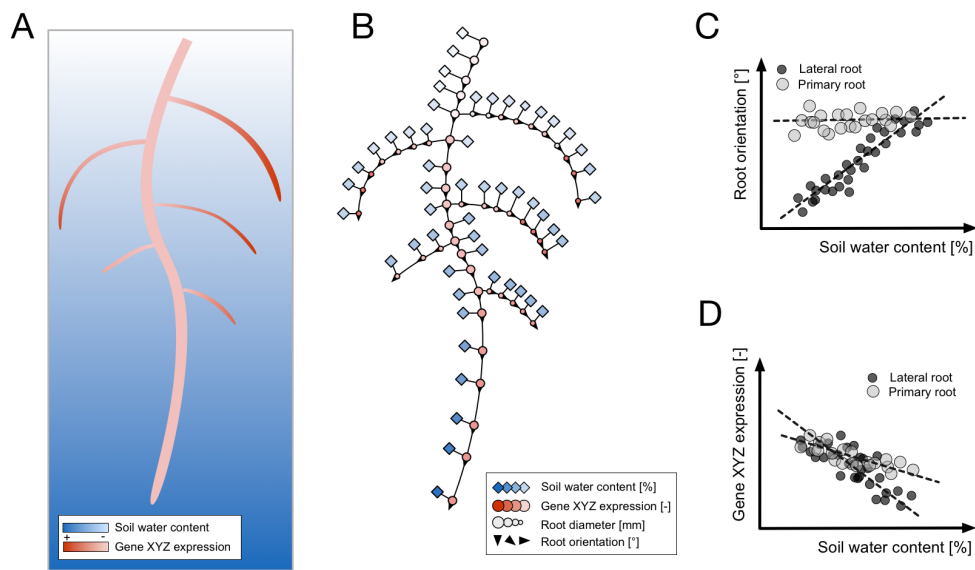 A
Soil water content
+ -
Gene XYZ expression
B
Soil water content [%]
Gene XYZ expression [-]
Root diameter [mm]
Root orientation [°]
C
Lateral root
Primary root
Root orientation [°]
Soil water content [%]
D
Lateral root
Primary root
Gene XYZ expression [-]
Soil water content [%]